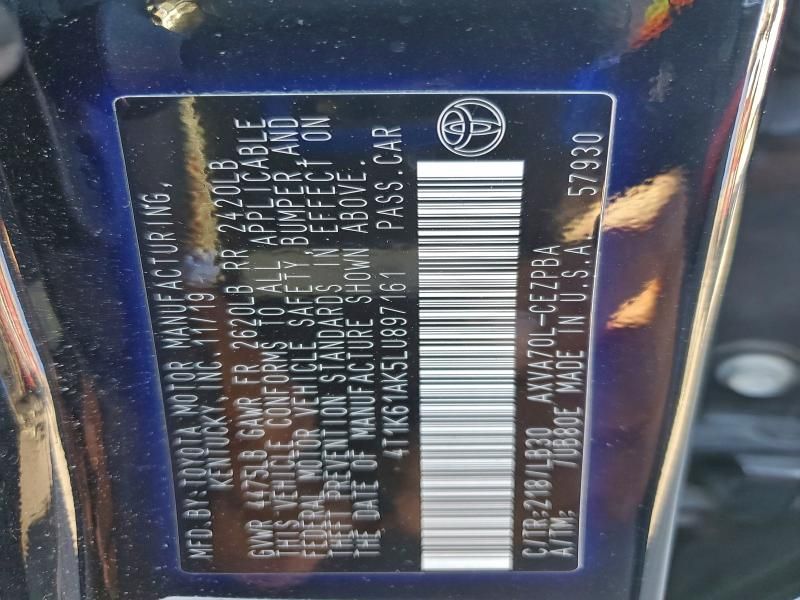 MFD.BY:TOYOTA MOTOR MANUFACTURING,
KENTUCKY, INC. 11/19
GVWR 4475LB GAWR FR 2620LB RR 2420LB
THIS VEHICLE CONFORMS TO ALL APPLICABLE
FEDERAL MOTOR VEHICLE SAFETY, BUMPER, AND
THEFT PREVENTION STANDARDS IN EFFECT ON
THE DATE OF MANUFACTURE SHOWN ABOVE.
4T1K61AK5LU897161 PASS.CAR
C/TR:218/LB30 AXVA70L-CEZPBA
A/TM: /UB80E MADE IN U.S.A. 57930